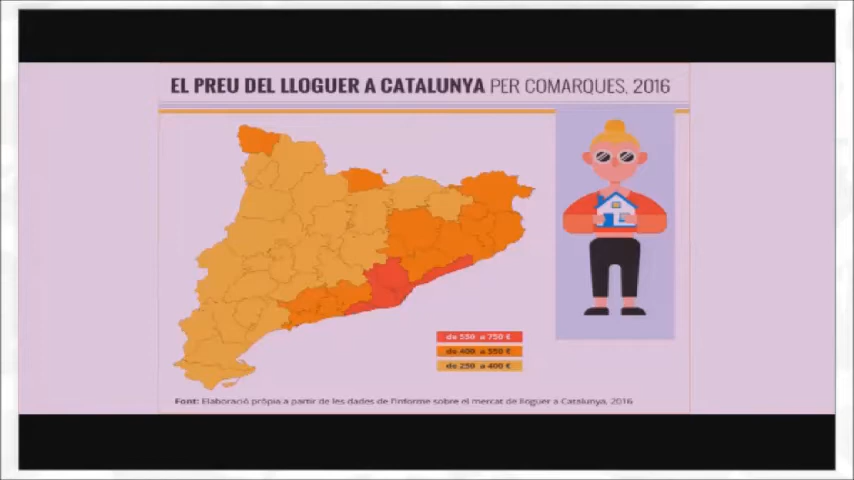 EL PREU DEL LLOGUER A CATALUNYA PER COMARQUES, 2016
de 550 a 750 €
de 400 a 550 €
de 250 a 400 €
Font: Elaboració pròpia a partir de les dades de l'informe sobre el mercat de lloguer a Catalunya, 2016